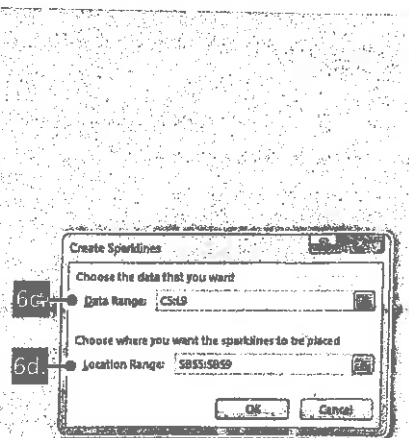 Create Sparklines
Choose the data that you want
6c
Data Range: C5:L9
Choose where you want the sparklines to be placed
6d
Location Range: $B$5:$B$9
OK Cancel